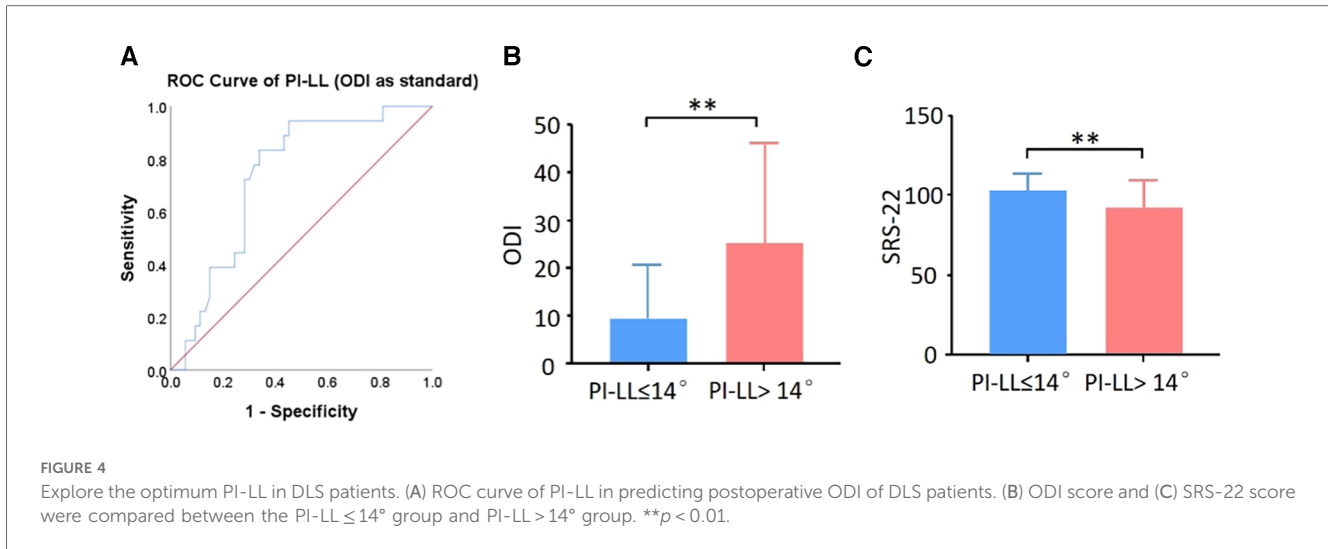 A
ROC Curve of PI-LL (ODI as standard)
1.0
0.8
0.6
0.4
0.2
0.0
Sensitivity
0.0 0.2 0.4 0.6 0.8 1.0
1 - Specificity
B
**
50
40
30
20
10
0
ODI
PI-LL≤14° PI-LL> 14°
C
**
150
100
50
0
SRS-22
PI-LL≤14° PI-LL> 14°
FIGURE 4
Explore the optimum PI-LL in DLS patients. (A) ROC curve of PI-LL in predicting postoperative ODI of DLS patients. (B) ODI score and (C) SRS-22 score
were compared between the PI-LL ≤ 14° group and PI-LL > 14° group. **p < 0.01.